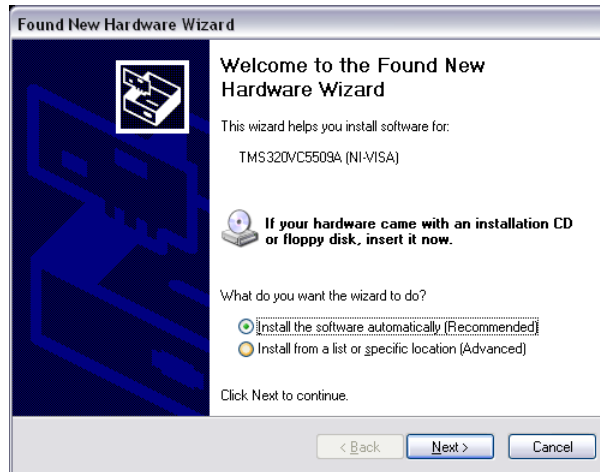 Found New Hardware Wizard
Welcome to the Found New
Hardware Wizard
This wizard helps you install software for:
TMS320VC5509A (NI-VISA)
If your hardware came with an installation CD
or floppy disk, insert it now.
What do you want the wizard to do?
Install the software automatically (Recommended)
Install from a list or specific location (Advanced)
Click Next to continue.
< Back
Next >
Cancel